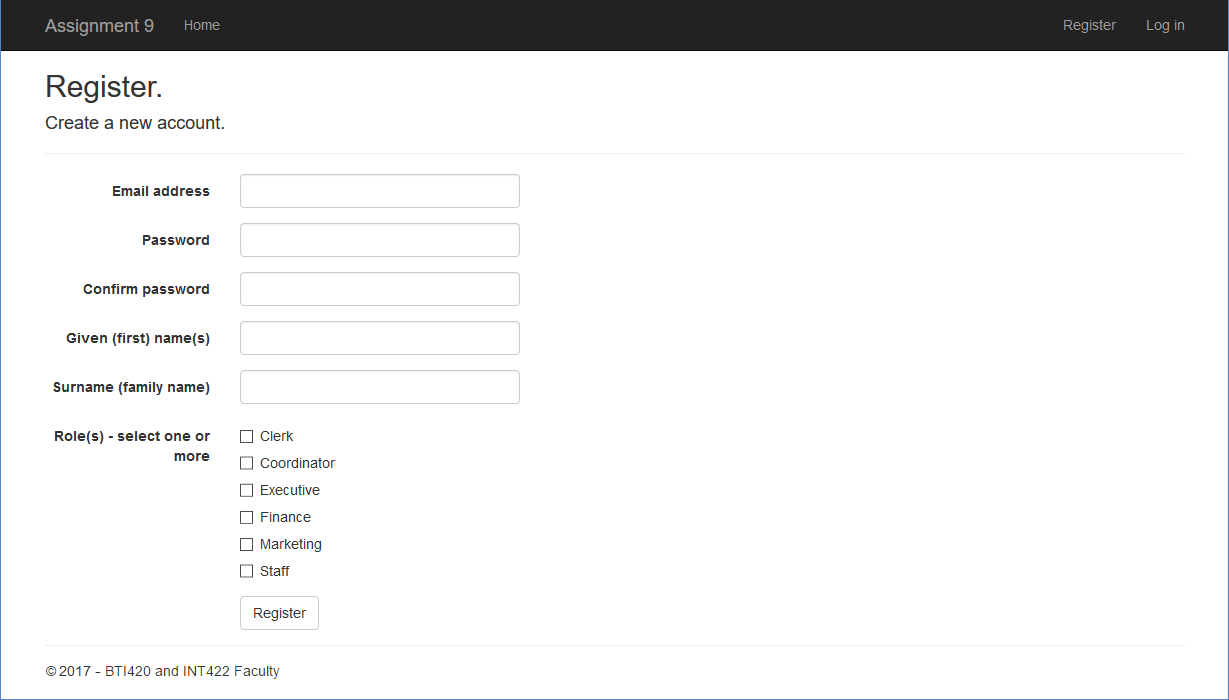 Assignment 9 Home Register Log in
Register.
Create a new account.
Email address
Password
Confirm password
Given (first) name(s)
Surname (family name)
Role(s) - select one or
more
Clerk
Coordinator
Executive
Finance
Marketing
Staff
Register
© 2017 - BTI420 and INT422 Faculty